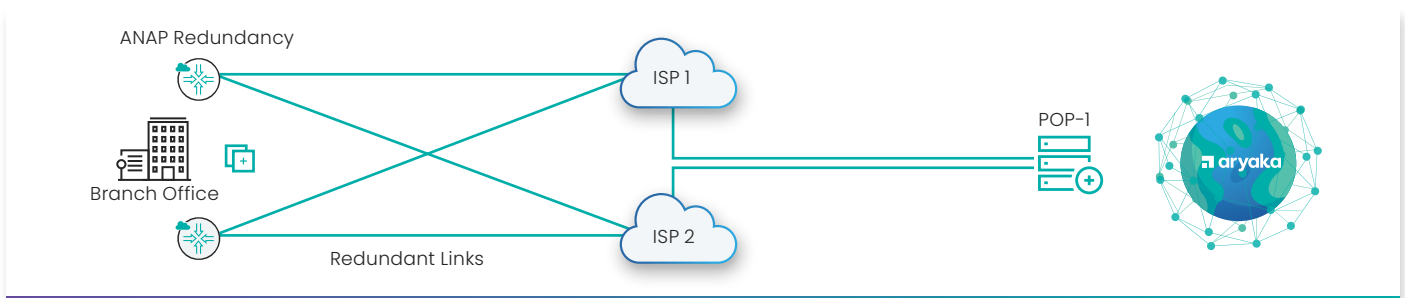 ANAP Redundancy
ISP 1
POP-1
aryaka
Branch Office
ISP 2
Redundant Links